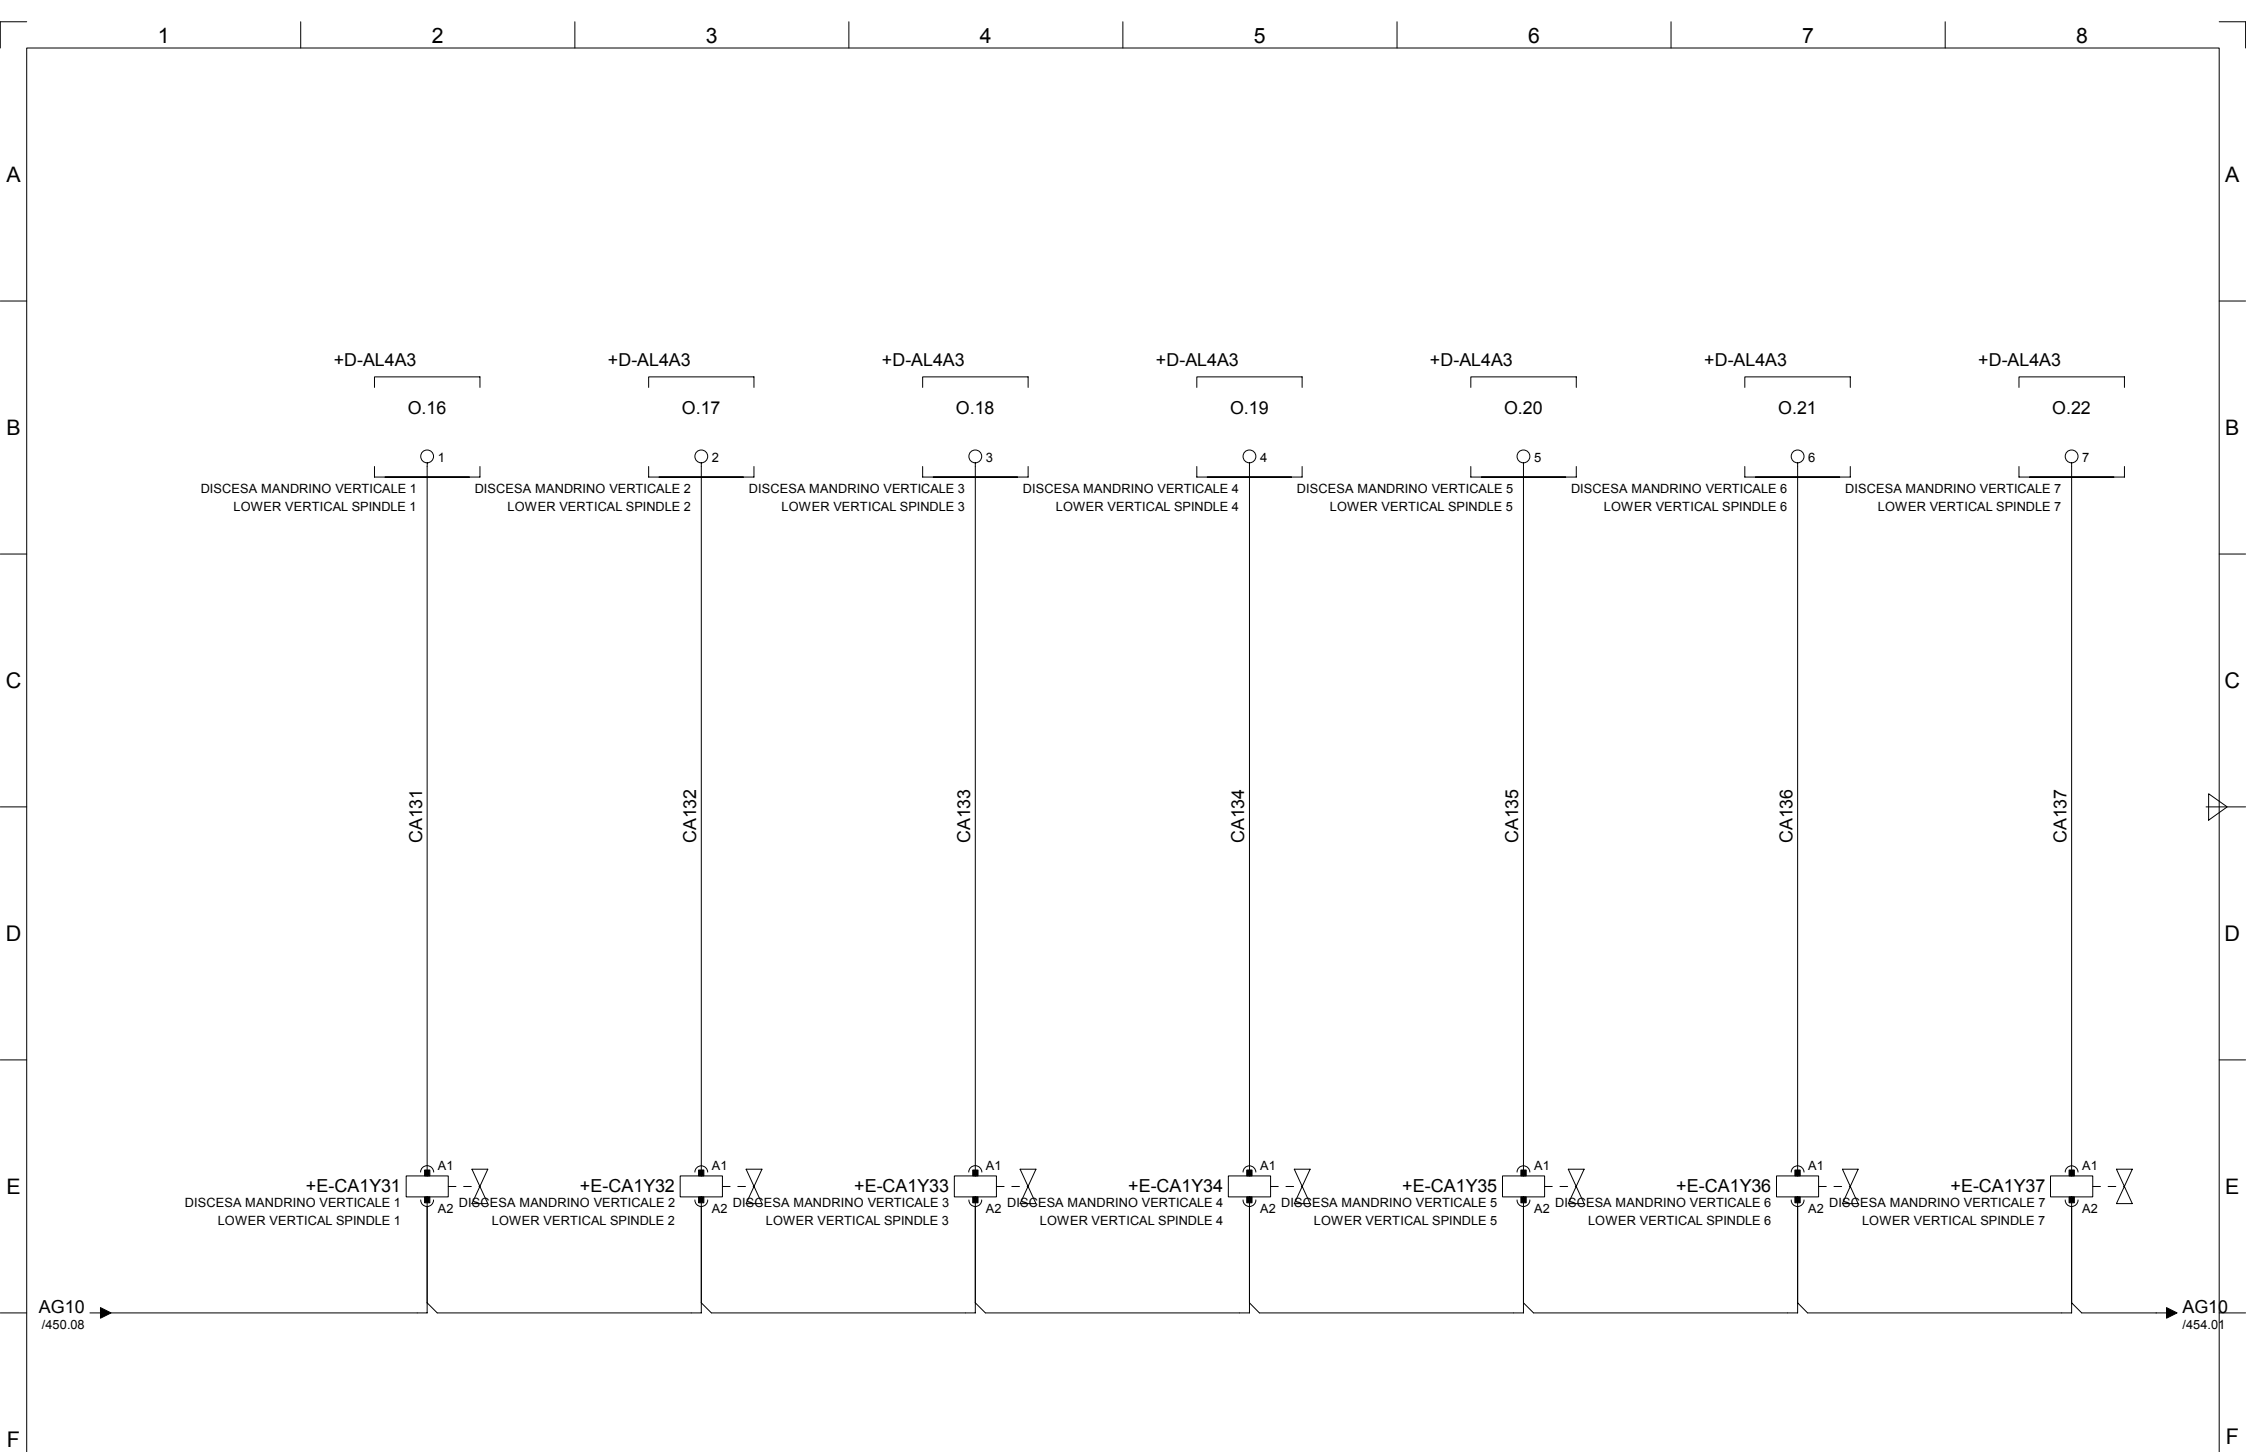 1 2 3 4 5 6 7 8
A A
+D-AL4A3 +D-AL4A3 +D-AL4A3 +D-AL4A3 +D-AL4A3 +D-AL4A3 +D-AL4A3
O.16 O.17 O.18 O.19 O.20 O.21 O.22
B B
1 2 3 4 5 6 7
DISCESA MANDRINO VERTICALE 1 DISCESA MANDRINO VERTICALE 2 DISCESA MANDRINO VERTICALE 3 DISCESA MANDRINO VERTICALE 4 DISCESA MANDRINO VERTICALE 5 DISCESA MANDRINO VERTICALE 6 DISCESA MANDRINO VERTICALE 7
LOWER VERTICAL SPINDLE 1 LOWER VERTICAL SPINDLE 2 LOWER VERTICAL SPINDLE 3 LOWER VERTICAL SPINDLE 4 LOWER VERTICAL SPINDLE 5 LOWER VERTICAL SPINDLE 6 LOWER VERTICAL SPINDLE 7
C C
CA131 CA132 CA133 CA134 CA135 CA136 CA137
D D
A1 A1 A1 A1 A1 A1 A1
E +E-CA1Y31 +E-CA1Y32 +E-CA1Y33 +E-CA1Y34 +E-CA1Y35 +E-CA1Y36 +E-CA1Y37 E
DISCESA MANDRINO VERTICALE 1 DISCESA MANDRINO VERTICALE 2 DISCESA MANDRINO VERTICALE 3 DISCESA MANDRINO VERTICALE 4 DISCESA MANDRINO VERTICALE 5 DISCESA MANDRINO VERTICALE 6 DISCESA MANDRINO VERTICALE 7
A2 A2 A2 A2 A2 A2 A2
LOWER VERTICAL SPINDLE 1 LOWER VERTICAL SPINDLE 2 LOWER VERTICAL SPINDLE 3 LOWER VERTICAL SPINDLE 4 LOWER VERTICAL SPINDLE 5 LOWER VERTICAL SPINDLE 6 LOWER VERTICAL SPINDLE 7
AG10 AG10
/450.08 /454.01
F F